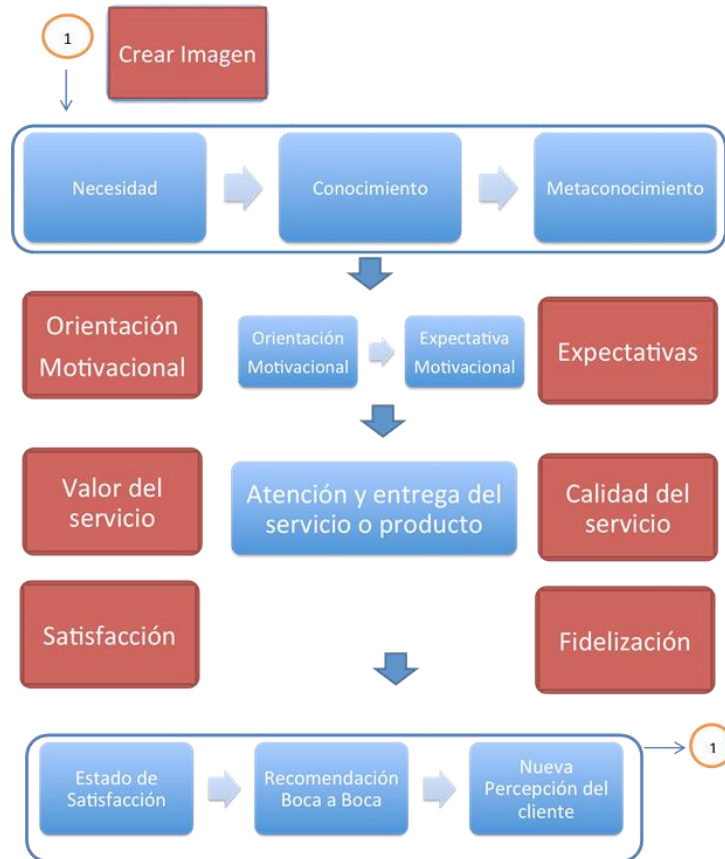 1
Crear Imagen
Necesidad
Conocimiento
Metaconocimiento
Orientación
Motivacional
Orientación
Motivacional
Expectativa
Motivacional
Expectativas
Valor del
servicio
Atención y entrega del
servicio o producto
Calidad del
servicio
Satisfacción
Fidelización
1
Estado de
Satisfacción
Recomendación
Boca a Boca
Nueva
Percepción del
cliente